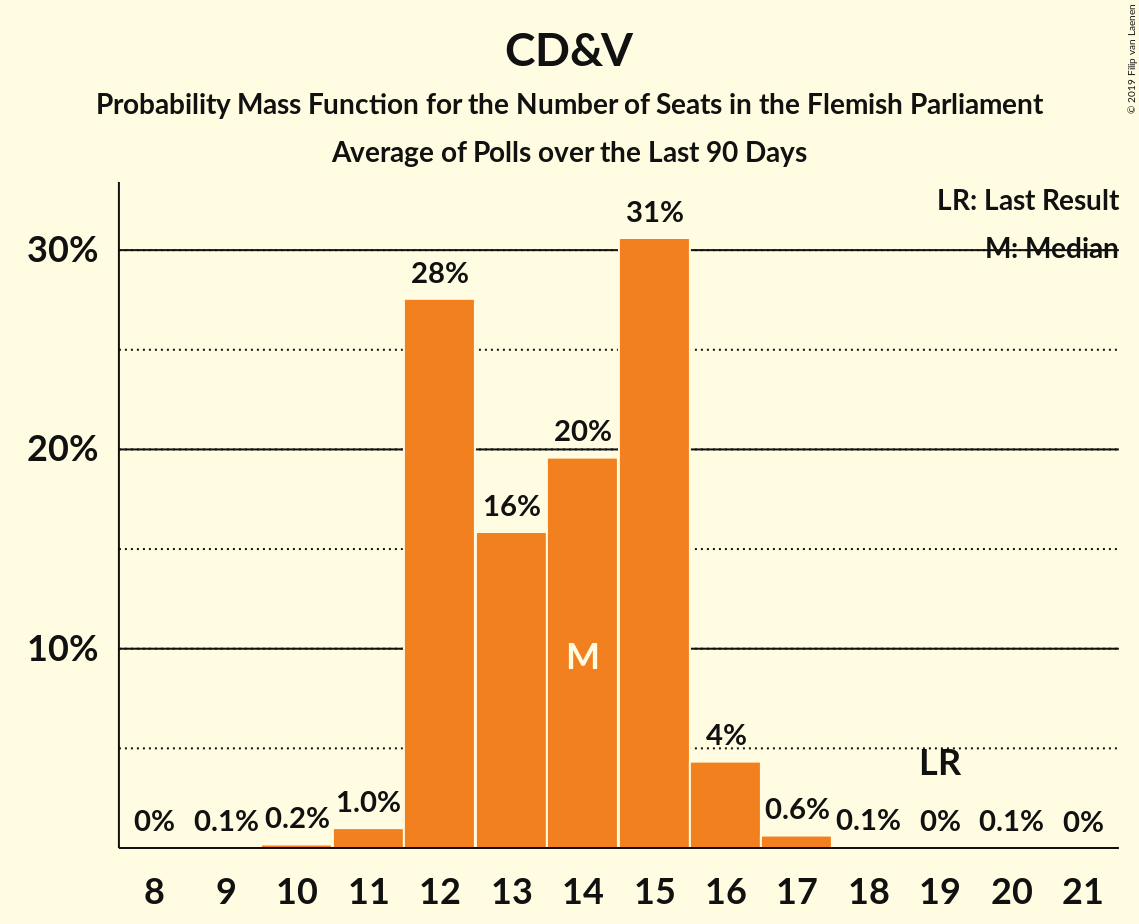 CD&V
Probability Mass Function for the Number of Seats in the Flemish Parliament
Average of Polls over the Last 90 Days
© 2019 Filip van Laenen
LR: Last Result
M: Median
30%
20%
10%
0%
0.1%
0.2%
1.0%
28%
16%
20%
31%
4%
0.6%
0.1%
0%
0.1%
0%
M
LR
8 9 10 11 12 13 14 15 16 17 18 19 20 21